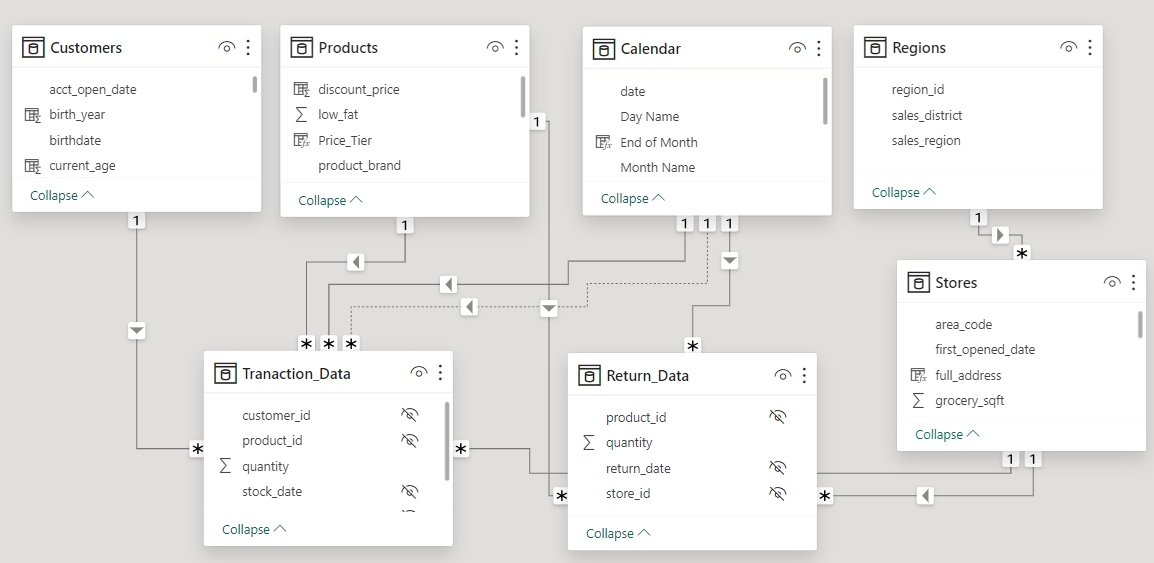 Customers
acct_open_date
birth_year
birthdate
current_age
Collapse
Products
discount_price
low_fat
Price_Tier
product_brand
Collapse
Calendar
date
Day Name
End of Month
Month Name
Collapse
Regions
region_id
sales_district
sales_region
Collapse
1
1
1
1
1
1
1
*
Stores
area_code
first_opened_date
full_address
grocery_sqft
Collapse
*
*
*
*
Tranaction_Data
customer_id
product_id
quantity
stock_date
Collapse
Return_Data
product_id
quantity
return_date
store_id
Collapse
*
*
1
1
*
*